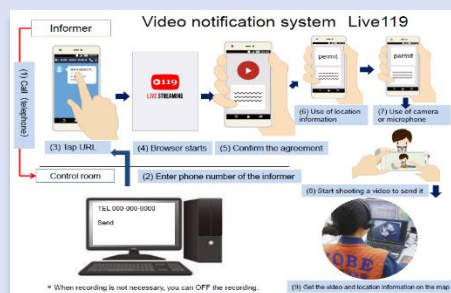 Video notification system Live119
Informer
(1) Call (telephone)
119
LIVE STREAMING
permit
permit
(3) Tap URL
(4) Browser starts
(5) Confirm the agreement
(6) Use of location
information
(7) Use of camera
or microphone
Control room
(2) Enter phone number of the informer
TEL 000-000-0000
Send
(8) Start shooting a video to send it
KOBE
(9) Get the video and location information on the map
* When recording is not necessary, you can OFF the recording.